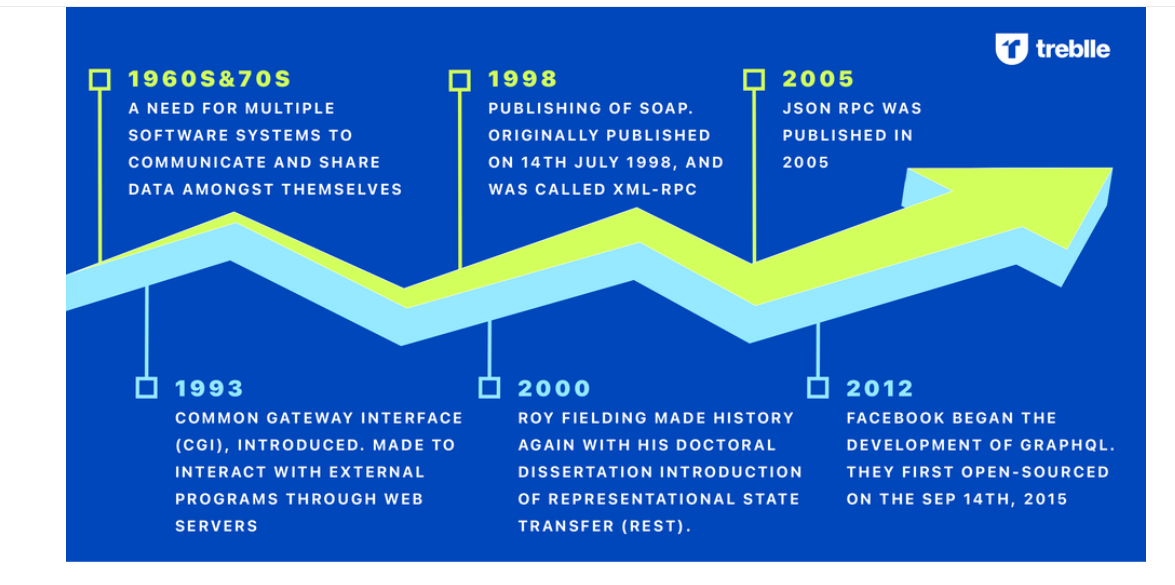 treblle
1960S&70S
A NEED FOR MULTIPLE
SOFTWARE SYSTEMS TO
COMMUNICATE AND SHARE
DATA AMONGST THEMSELVES
1998
PUBLISHING OF SOAP.
ORIGINALLY PUBLISHED
ON 14TH JULY 1998, AND
WAS CALLED XML-RPC
2005
JSON RPC WAS
PUBLISHED IN
2005
1993
COMMON GATEWAY INTERFACE
(CGI), INTRODUCED. MADE TO
INTERACT WITH EXTERNAL
PROGRAMS THROUGH WEB
SERVERS
2000
ROY FIELDING MADE HISTORY
AGAIN WITH HIS DOCTORAL
DISSERTATION INTRODUCTION
OF REPRESENTATIONAL STATE
TRANSFER (REST).
2012
FACEBOOK BEGAN THE
DEVELOPMENT OF GRAPHQL.
THEY FIRST OPEN-SOURCED
ON THE SEP 14TH, 2015